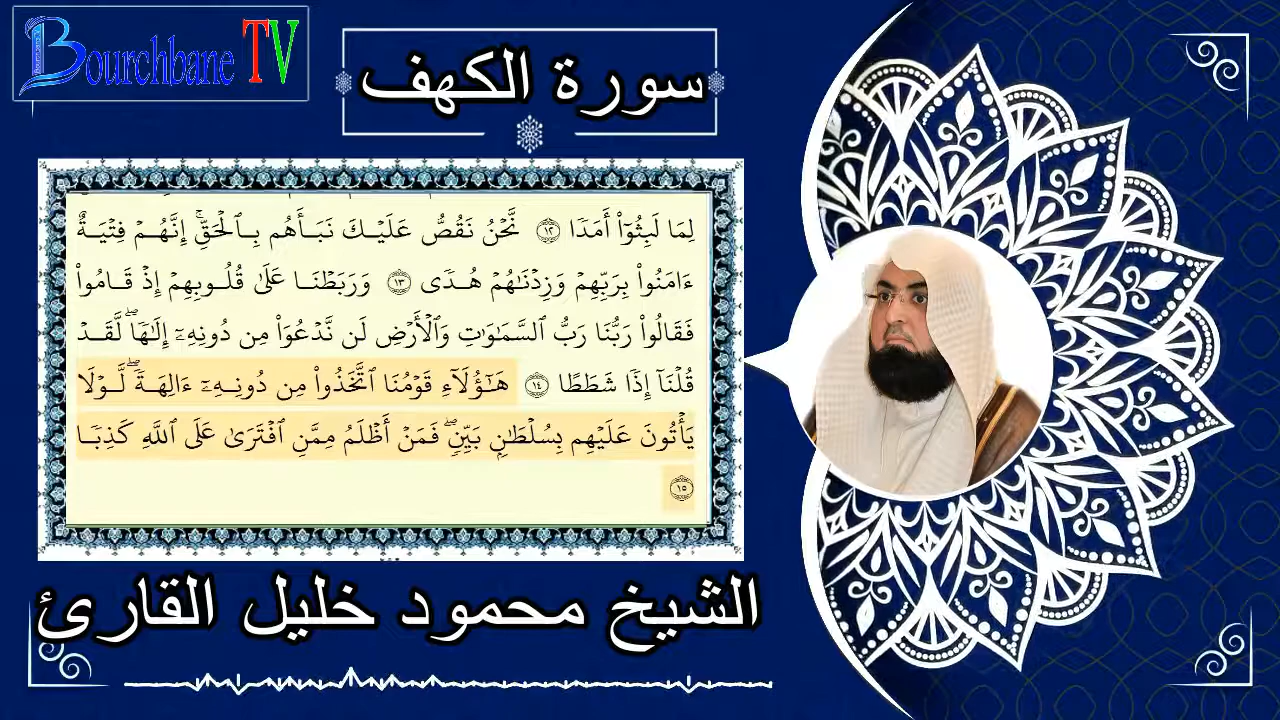 Bourchbane TV
سورة الكهف
لِمَا لَبِثُوٓا۟ أَمَدًا ١٢ نَّحْنُ نَقُصُّ عَلَيْكَ نَبَأَهُم بِٱلْحَقِّ ۚ إِنَّهُمْ فِتْيَةٌ
ءَامَنُوا۟ بِرَبِّهِمْ وَزِدْنَـٰهُمْ هُدًى ١٣ وَرَبَطْنَا عَلَىٰ قُلُوبِهِمْ إِذْ قَامُوا۟
فَقَالُوا۟ رَبُّنَا رَبُّ ٱلسَّمَـٰوَٰتِ وَٱلْأَرْضِ لَن نَّدْعُوَا۟ مِن دُونِهِۦٓ إِلَـٰهًا ۖ لَّقَدْ
قُلْنَآ إِذًا شَطَطًا ١٤ هَـٰٓؤُلَآءِ قَوْمُنَا ٱتَّخَذُوا۟ مِن دُونِهِۦٓ ءَالِهَةً ۖ لَّوْلَا
يَأْتُونَ عَلَيْهِم بِسُلْطَـٰنٍۭ بَيِّنٍ ۖ فَمَنْ أَظْلَمُ مِمَّنِ ٱفْتَرَىٰ عَلَى ٱللَّهِ كَذِبًا
١٥
الشيخ محمود خليل القارئ